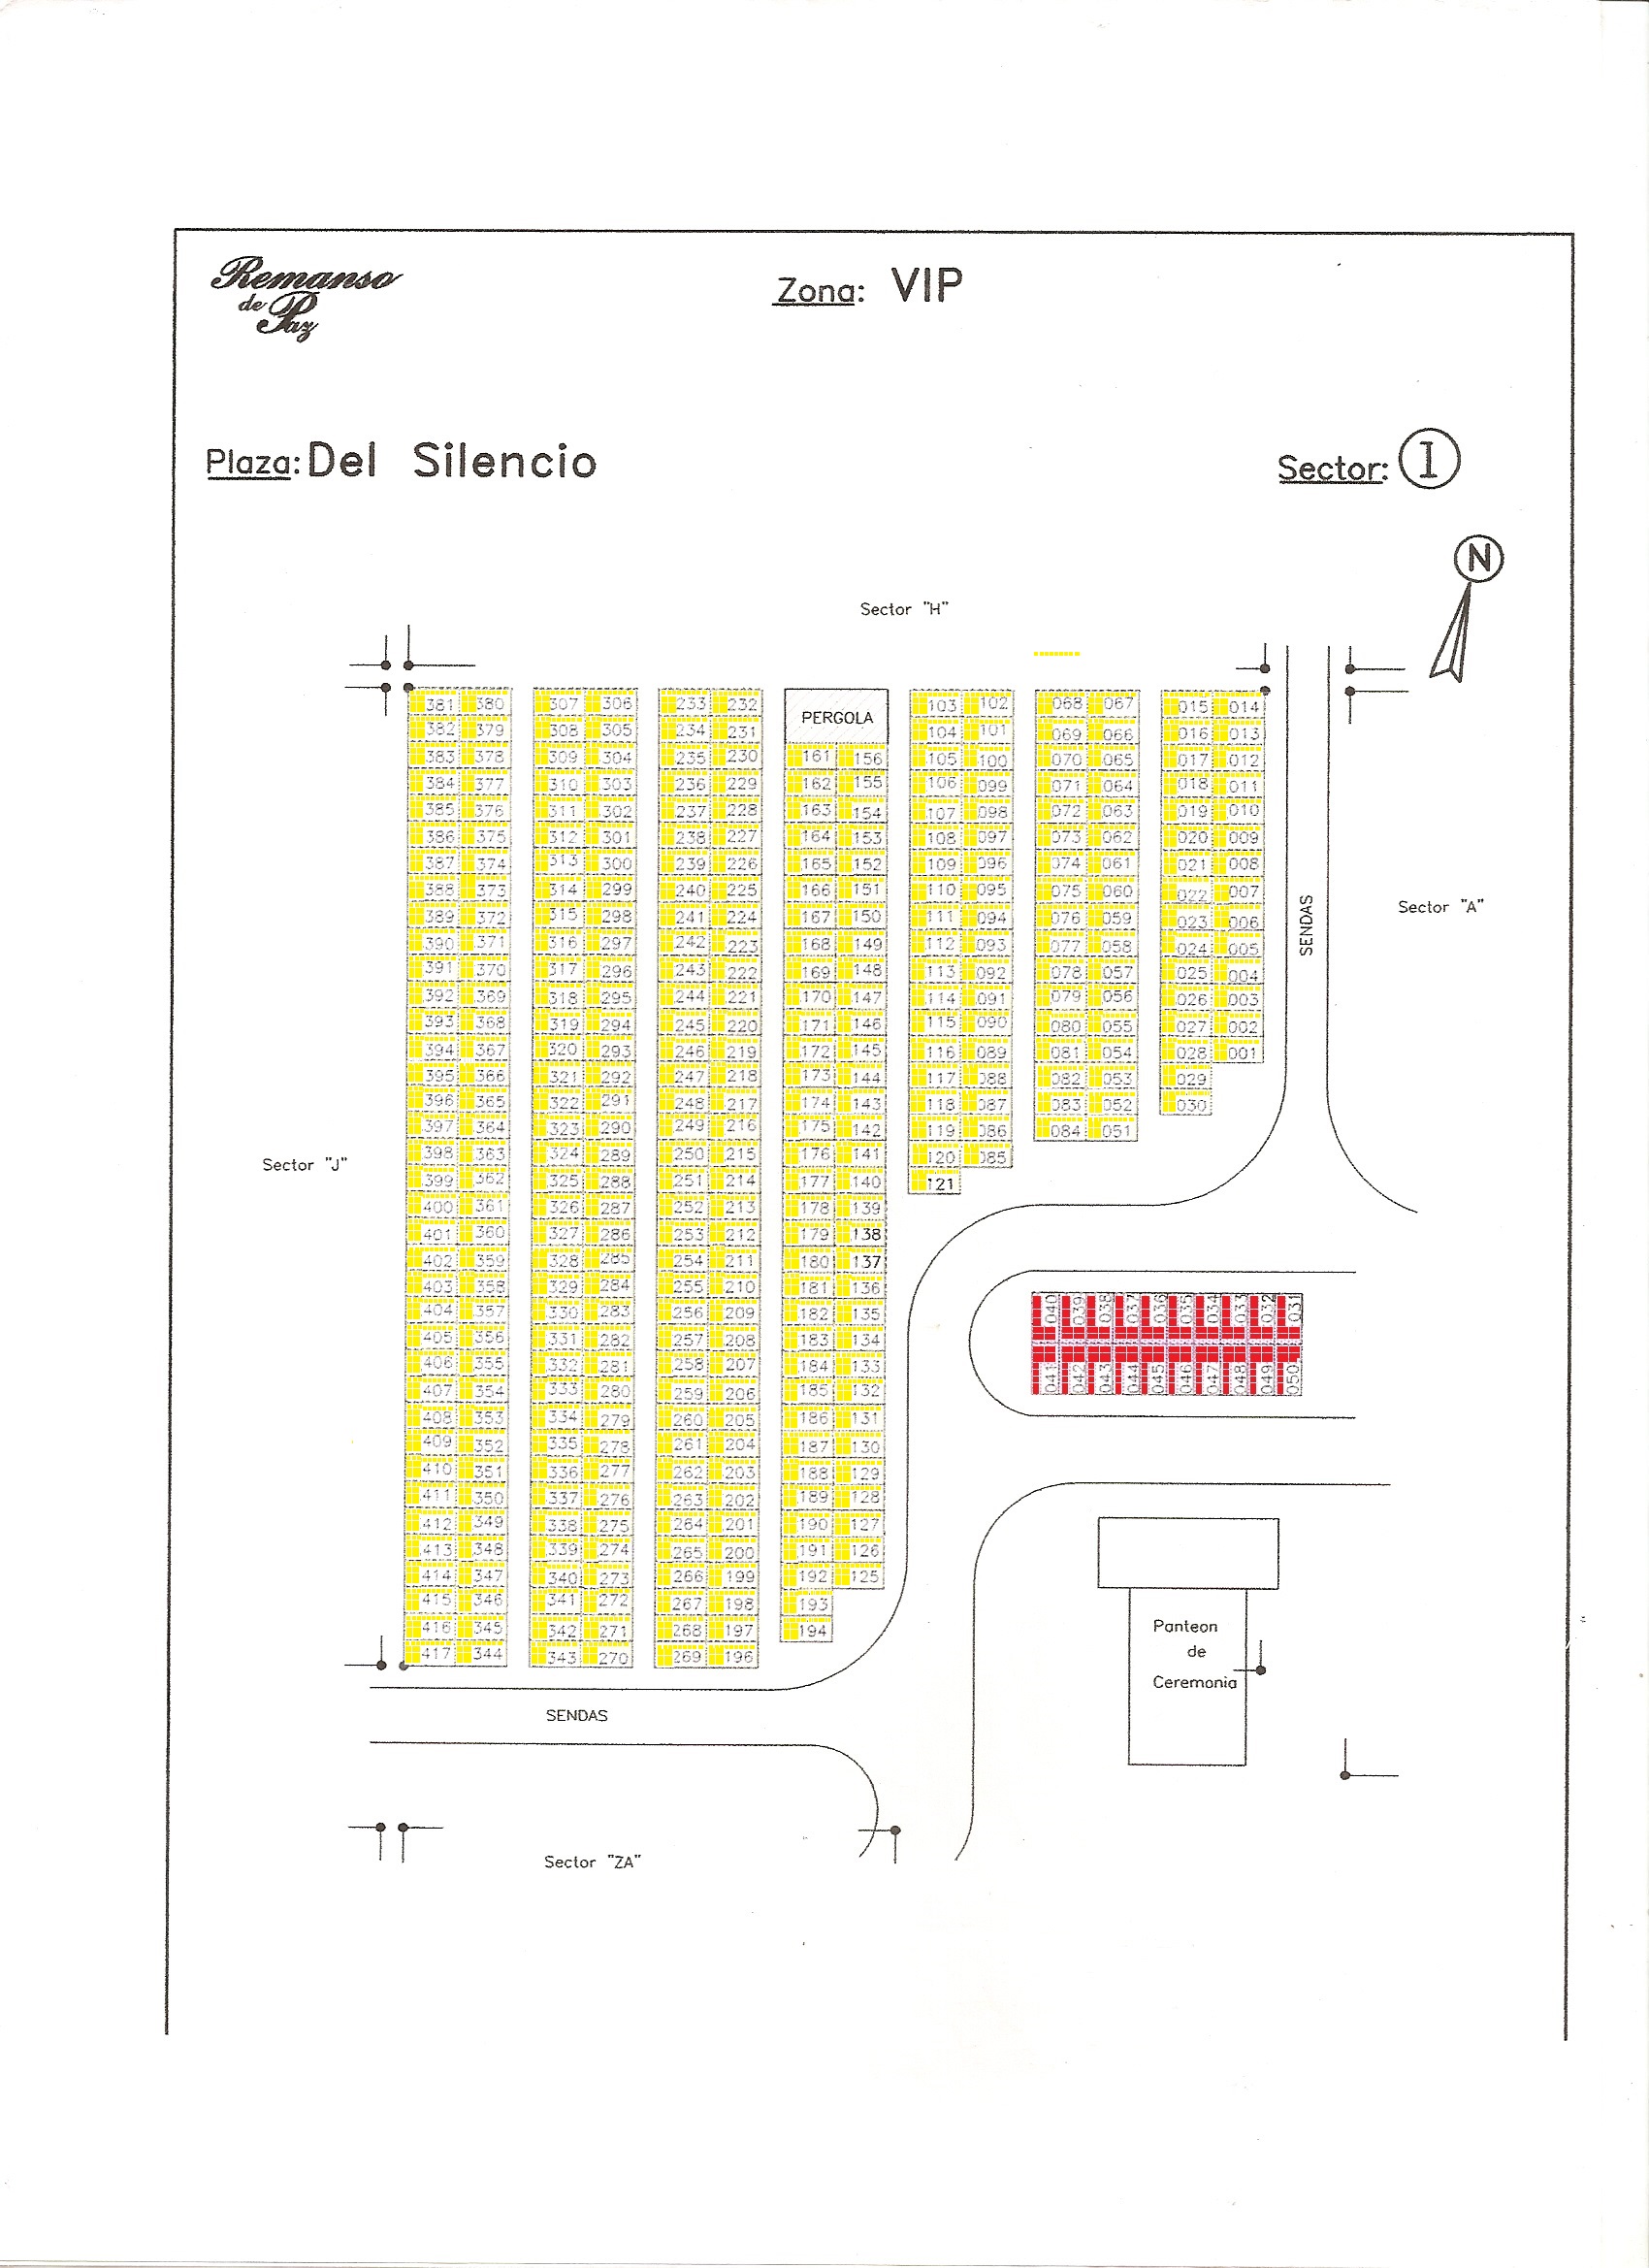 Remanso
de Paz
Zona: VIP
Plaza: Del Silencio
Sector: I
N
Sector "H"
381 380 307 306 233 232 103 102 068 067 015 014
PERGOLA
382 379 308 305 234 231 104 101 069 066 016 013
383 378 309 304 235 230 161 156 105 100 070 065 017 012
384 377 310 303 236 229 162 155 106 099 071 064 018 011
385 376 311 302 237 228 163 154 107 098 072 063 019 010
386 375 312 301 238 227 164 153 108 097 073 062 020 009
387 374 313 300 239 226 165 152 109 096 074 061 021 008
388 373 314 299 240 225 166 151 110 095 075 060 022 007
389 372 315 298 241 224 167 150 111 094 076 059 023 006
390 371 316 297 242 223 168 149 112 093 077 058 024 005
391 370 317 296 243 222 169 148 113 092 078 057 025 004
392 369 318 295 244 221 170 147 114 091 079 056 026 003
393 368 319 294 245 220 171 146 115 090 080 055 027 002
394 367 320 293 246 219 172 145 116 089 081 054 028 001
395 366 321 292 247 218 173 144 117 088 082 053 029
396 365 322 291 248 217 174 143 118 087 083 052 030
397 364 323 290 249 216 175 142 119 086 084 051
398 363 324 289 250 215 176 141 120 085
399 362 325 288 251 214 177 140 121
400 361 326 287 252 213 178 139
401 360 327 286 253 212 179 138
402 359 328 285 254 211 180 137
403 358 329 284 255 210 181 136
404 357 330 283 256 209 182 135
405 356 331 282 257 208 183 134
406 355 332 281 258 207 184 133
407 354 333 280 259 206 185 132
408 353 334 279 260 205 186 131
409 352 335 278 261 204 187 130
410 351 336 277 262 203 188 129
411 350 337 276 263 202 189 128
412 349 338 275 264 201 190 127
413 348 339 274 265 200 191 126
414 347 340 273 266 199 192 125
415 346 341 272 267 198 193
416 345 342 271 268 197 194
417 344 343 270 269 196
SENDAS
Sector "A"
Sector "J"
040 039 038 037 036 035 034 033 032 031
041 042 043 044 045 046 047 048 049 050
Panteon
de
Ceremonia
SENDAS
Sector "ZA"